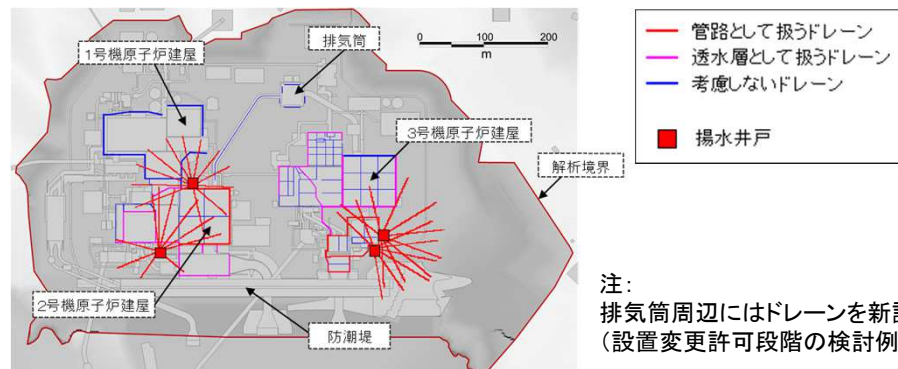 排気筒
0 100 200
m
1号機原子炉建屋
3号機原子炉建屋
解析境界
2号機原子炉建屋
防潮堤
管路として扱うドレーン
透水層として扱うドレーン
考慮しないドレーン
揚水井戸
注:
排気筒周辺にはドレーンを新
(設置変更許可段階の検討例